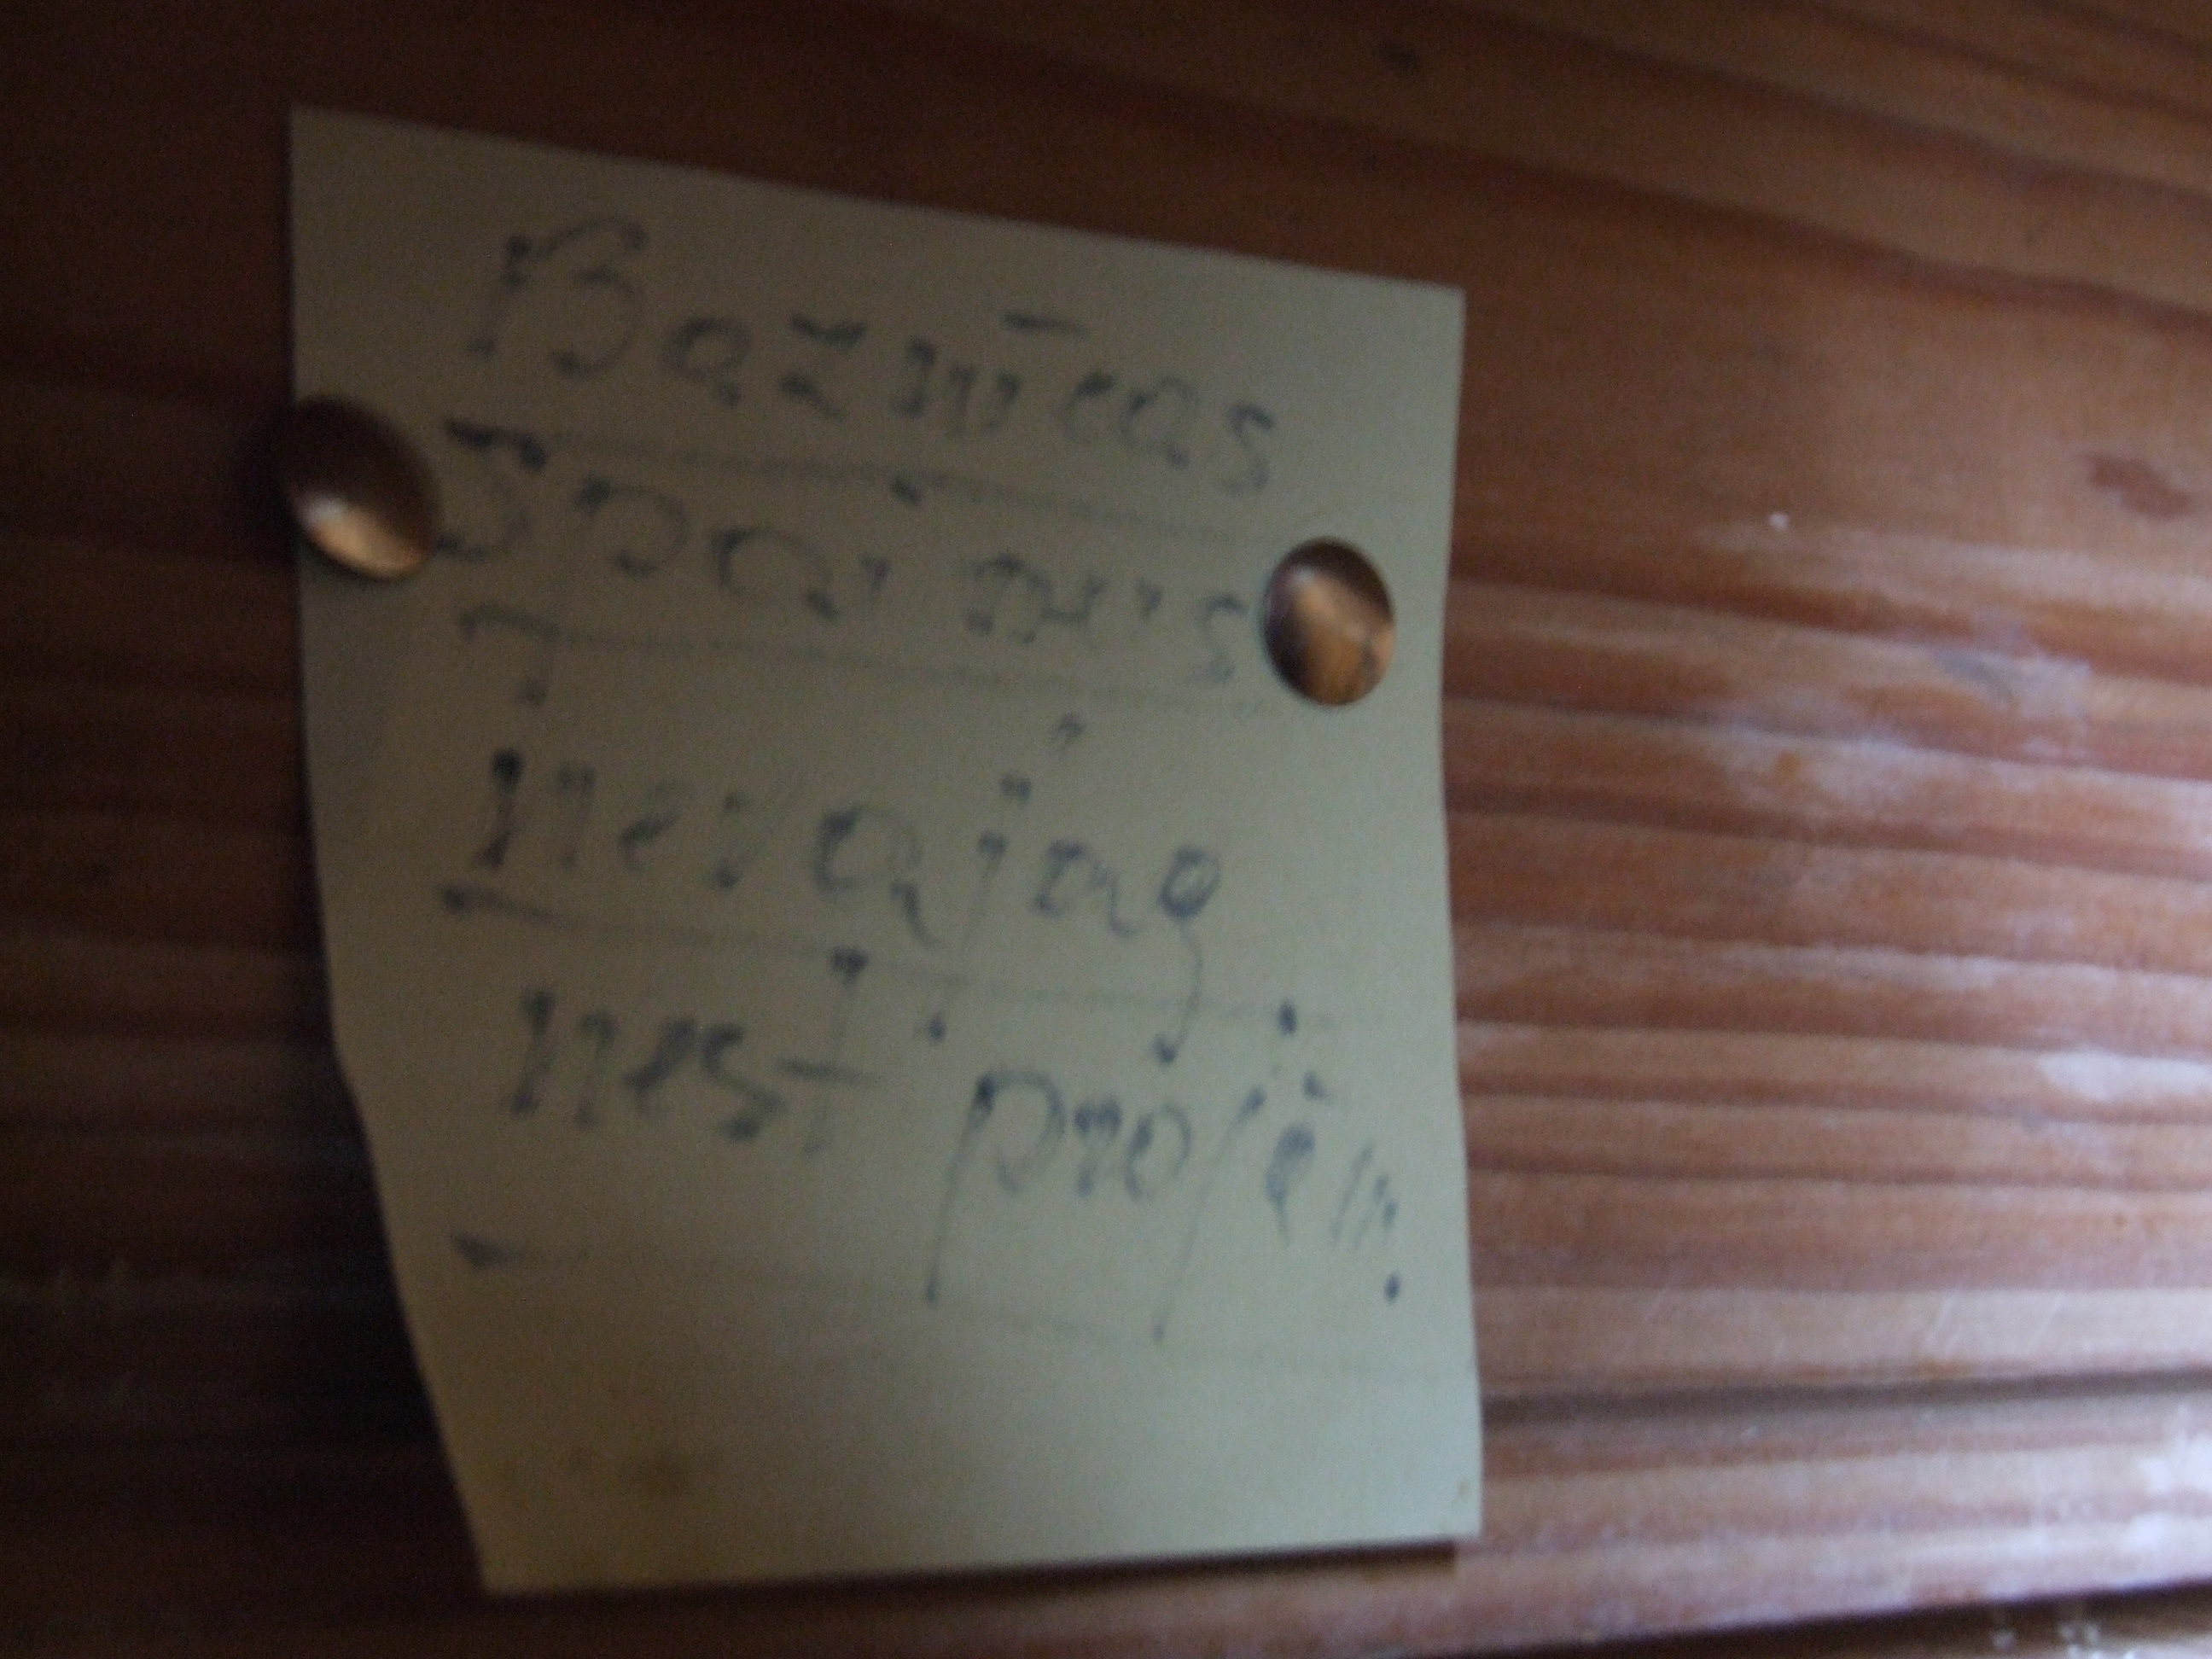 Baznīcas
nevajag
nest projām.